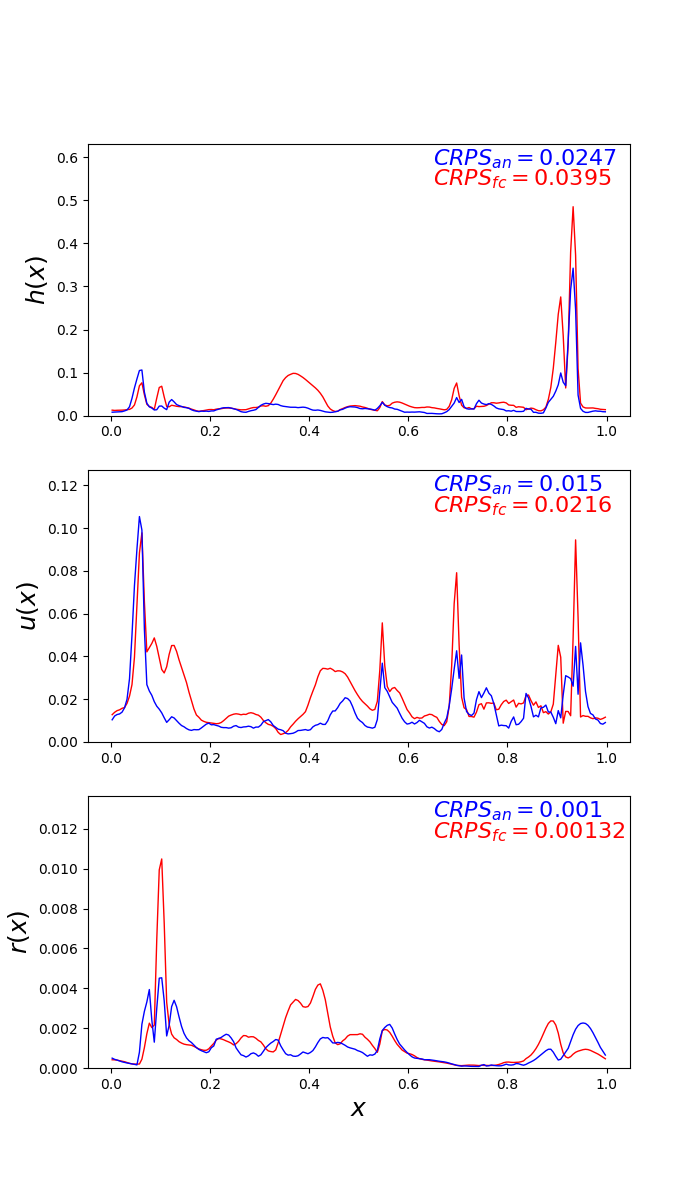 CRPS_an = 0.0247
CRPS_fc = 0.0395
h(x)
0.6
0.5
0.4
0.3
0.2
0.1
0.0
0.0 0.2 0.4 0.6 0.8 1.0
CRPS_an = 0.015
CRPS_fc = 0.0216
u(x)
0.12
0.10
0.08
0.06
0.04
0.02
0.00
0.0 0.2 0.4 0.6 0.8 1.0
CRPS_an = 0.001
CRPS_fc = 0.00132
r(x)
0.012
0.010
0.008
0.006
0.004
0.002
0.000
0.0 0.2 0.4 0.6 0.8 1.0
x